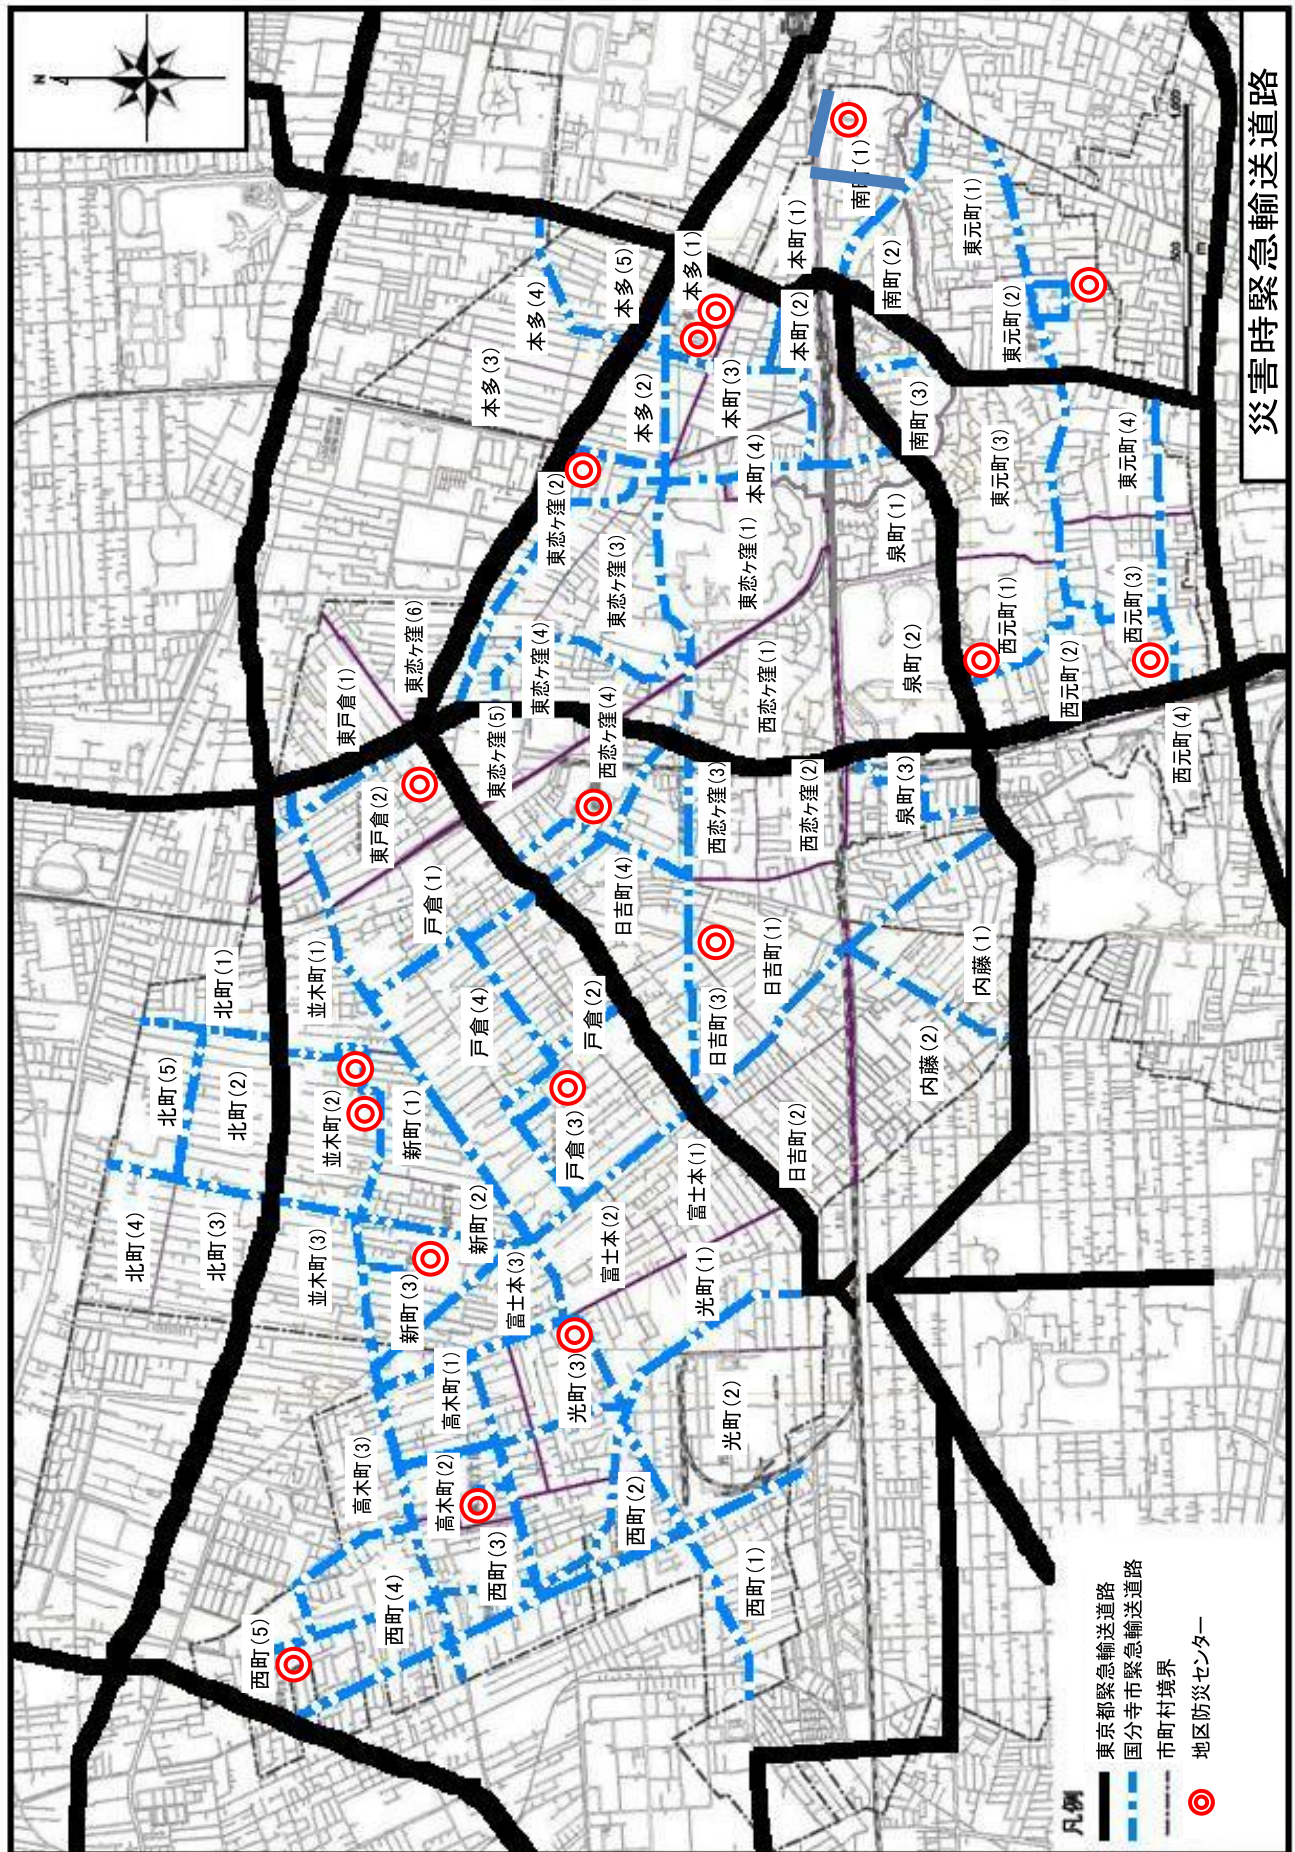 災害時緊急輸送道路
N
北町(4)
北町(3)
北町(5)
北町(2)
北町(1)
並木町(3)
並木町(2)
並木町(1)
新町(3)
新町(2)
新町(1)
東戸倉(2)
東戸倉(1)
戸倉(1)
戸倉(4)
戸倉(2)
戸倉(3)
西町(5)
西町(4)
西町(3)
西町(2)
西町(1)
高木町(3)
高木町(2)
高木町(1)
富士本(3)
富士本(2)
富士本(1)
光町(3)
光町(1)
光町(2)
日吉町(4)
日吉町(3)
日吉町(1)
日吉町(2)
内藤(2)
内藤(1)
東恋ヶ窪(6)
東恋ヶ窪(5)
東恋ヶ窪(4)
東恋ヶ窪(3)
東恋ヶ窪(2)
東恋ヶ窪(1)
西恋ヶ窪(4)
西恋ヶ窪(3)
西恋ヶ窪(2)
西恋ヶ窪(1)
本多(3)
本多(4)
本多(5)
本多(2)
本多(1)
本町(4)
本町(3)
本町(2)
本町(1)
泉町(3)
泉町(2)
泉町(1)
南町(3)
南町(2)
南町(1)
西元町(4)
西元町(2)
西元町(1)
西元町(3)
東元町(3)
東元町(4)
東元町(2)
東元町(1)
500
1,000
m
凡例
東京都緊急輸送道路
国分寺市緊急輸送道路
市町村境界
地区防災センター